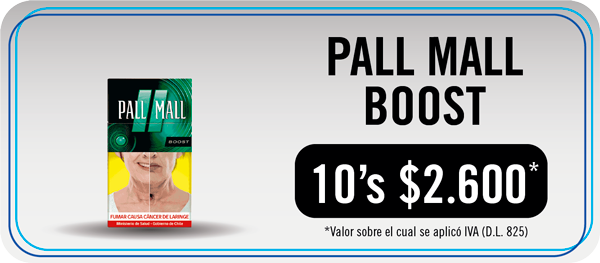 PALL MALL
BOOST
10's $2.600*
*Valor sobre el cual se aplicó IVA (D.L. 825)
PALL MALL
BOOST
FUMAR CAUSA CÁNCER DE LARINGE
Ministerio de Salud - Gobierno de Chile